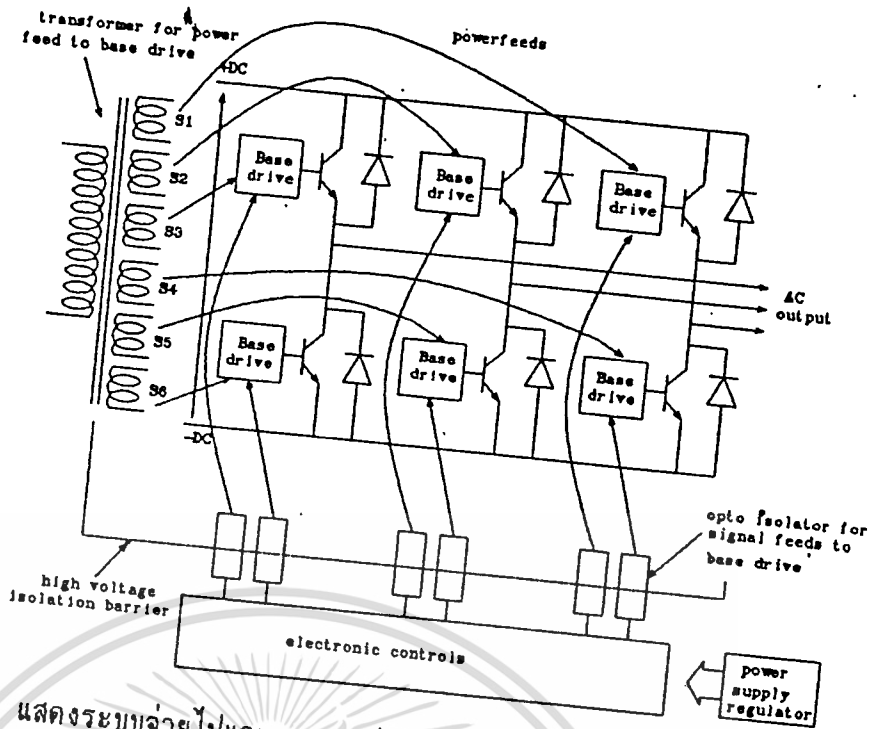 transformer for power
feed to base drive
powerfeeds
+DC
S1
S2
S3
S4
S5
S6
Base
drive
Base
drive
Base
drive
AC
output
Base
drive
Base
drive
Base
drive
-DC
opto isolator for
signal feeds to
base drive
high voltage
isolation barrier
electronic controls
power
supply
regulator
แสดงระบบจ่ายไป